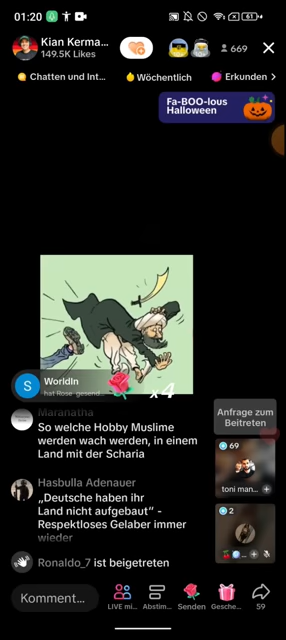 01:20
61
Kian Kerma...
149.5K Likes
669
Chatten und Int...
Wöchentlich
Erkunden
Fa-BOO-lous
Halloween
S
WorldIn
hat Rose gesend...
x4
Maranatha
So welche Hobby Muslime
werden wach werden, in einem
Land mit der Scharia
Anfrage zum
Beitreten
69
toni man...
Hasbulla Adenauer
„Deutsche haben ihr
Land nicht aufgebaut“ -
Respektloses Gelaber immer
wieder
2
Ronaldo_7 ist beigetreten
Komment...
LIVE mi...
Abstim...
Senden
Gesche...
59